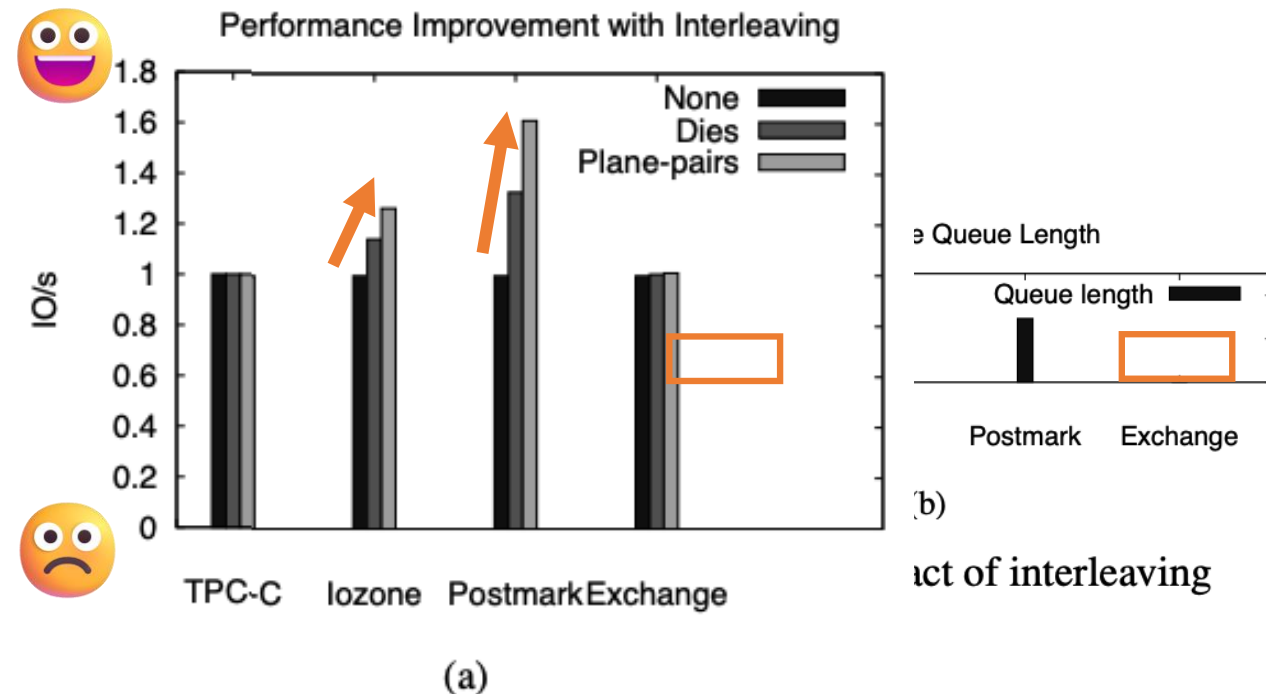 Performance Improvement with Interleaving
1.8
1.6
1.4
1.2
1
0.8
0.6
0.4
0.2
0
IO/s
None
Dies
Plane-pairs
TPC-C Iozone Postmark Exchange
(a)
e Queue Length
Queue length
Postmark Exchange
(b)
act of interleaving